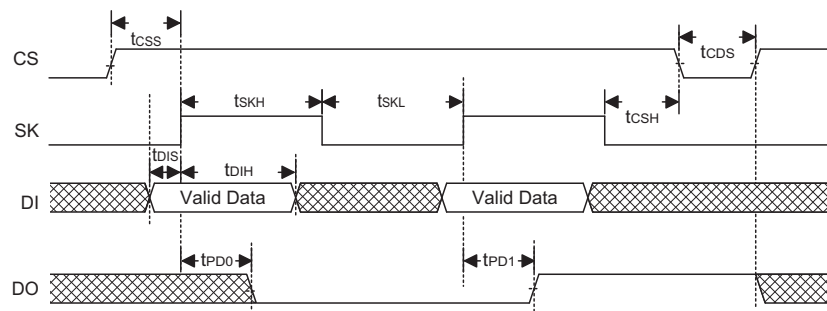 tCSS
CS
tCDS
tSKH
tSKL
tCSH
SK
tDIS
tDIH
DI
Valid Data
Valid Data
tPD0
tPD1
DO